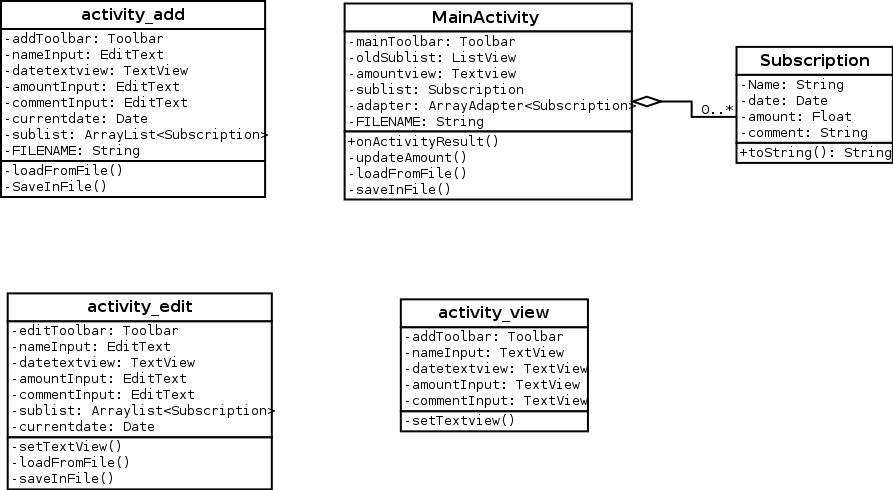 activity_add
-addToolbar: Toolbar
-nameInput: EditText
-datetextview: TextView
-amountInput: EditText
-commentInput: EditText
-currentdate: Date
-sublist: ArrayList<Subscription>
-FILENAME: String
-loadFromFile()
-SaveInFile()
MainActivity
-mainToolbar: Toolbar
-oldSublist: ListView
-amountview: Textview
-sublist: Subscription
-adapter: ArrayAdapter<Subscription>
-FILENAME: String
+onActivityResult()
-updateAmount()
-loadFromFile()
-saveInFile()
0..*
Subscription
-Name: String
-date: Date
-amount: Float
-comment: String
+toString(): String
activity_edit
-editToolbar: Toolbar
-nameInput: EditText
-datetextview: TextView
-amountInput: EditText
-commentInput: EditText
-sublist: Arraylist<Subscription>
-currentdate: Date
-setTextView()
-loadFromFile()
-saveInFile()
activity_view
-addToolbar: Toolbar
-nameInput: TextView
-datetextview: TextView
-amountInput: TextView
-commentInput: TextView
-setTextview()